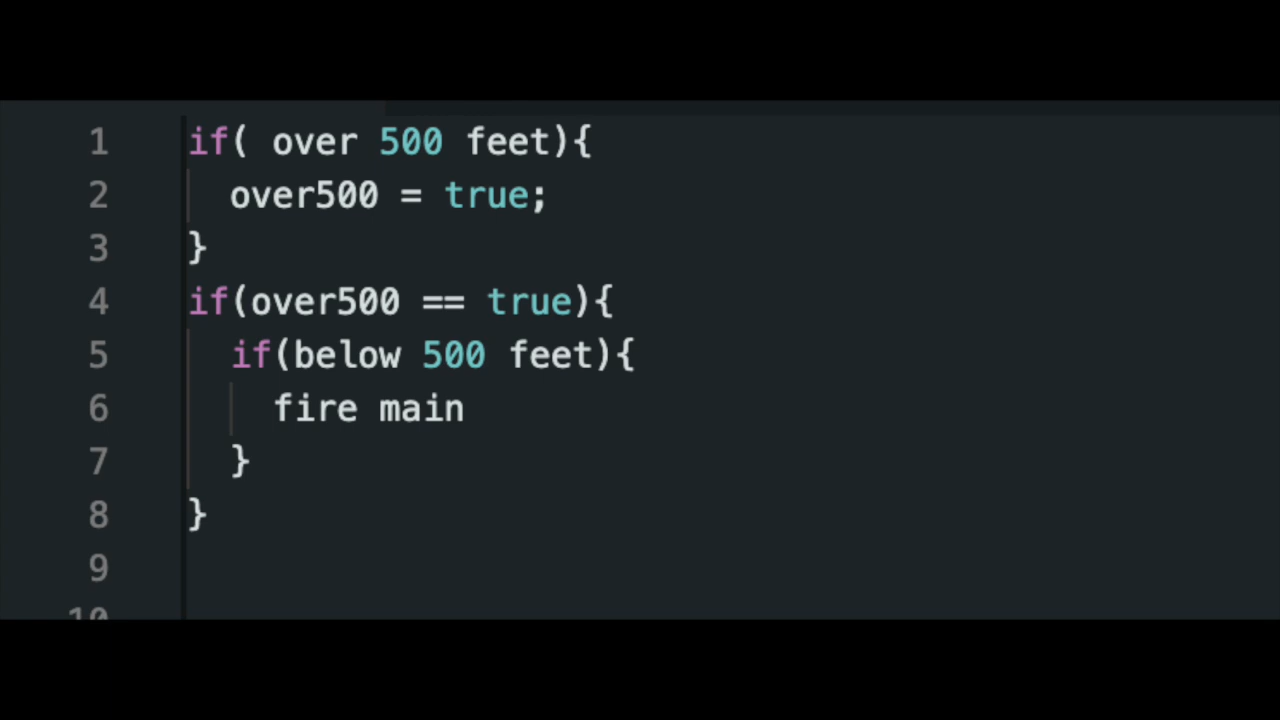 1 if( over 500 feet){
2 over500 = true;
3 }
4 if(over500 == true){
5 if(below 500 feet){
6 fire main
7 }
8 }
9
10